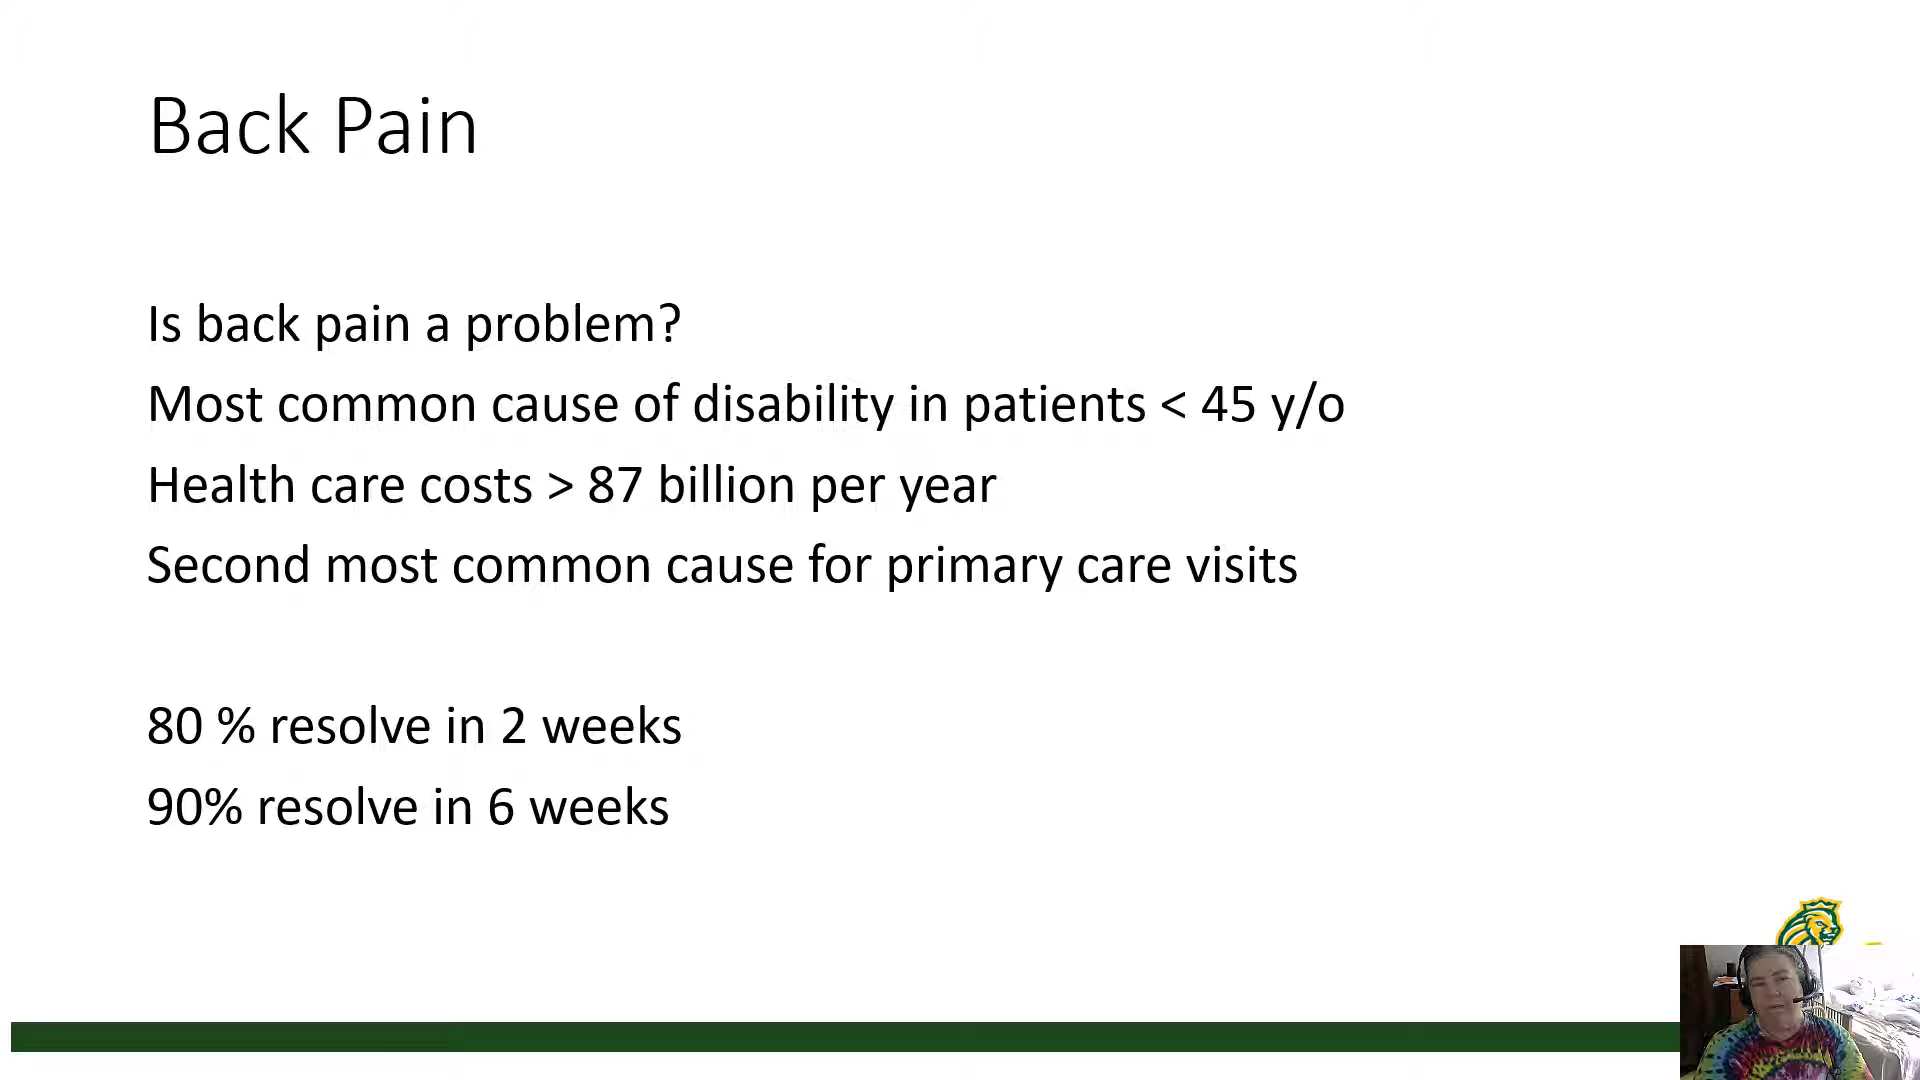 Back Pain
Is back pain a problem?
Most common cause of disability in patients < 45 y/o
Health care costs > 87 billion per year
Second most common cause for primary care visits
80 % resolve in 2 weeks
90% resolve in 6 weeks